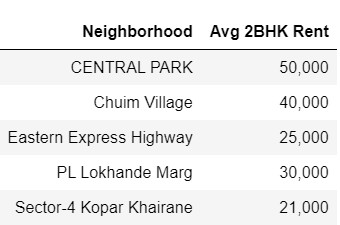 Neighborhood Avg 2BHK Rent
CENTRAL PARK 50,000
Chuim Village 40,000
Eastern Express Highway 25,000
PL Lokhande Marg 30,000
Sector-4 Kopar Khairane 21,000